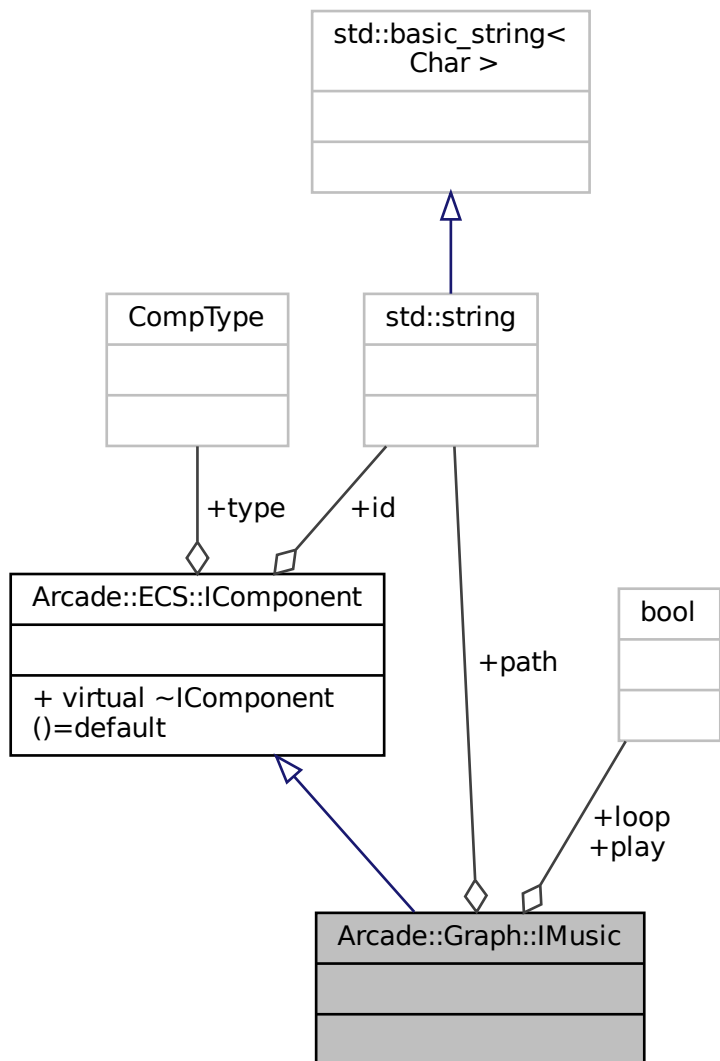 std::basic_string<
Char >
CompType
std::string
+type
+id
Arcade::ECS::IComponent
+ virtual ~IComponent
()=default
bool
+path
+loop
+play
Arcade::Graph::IMusic